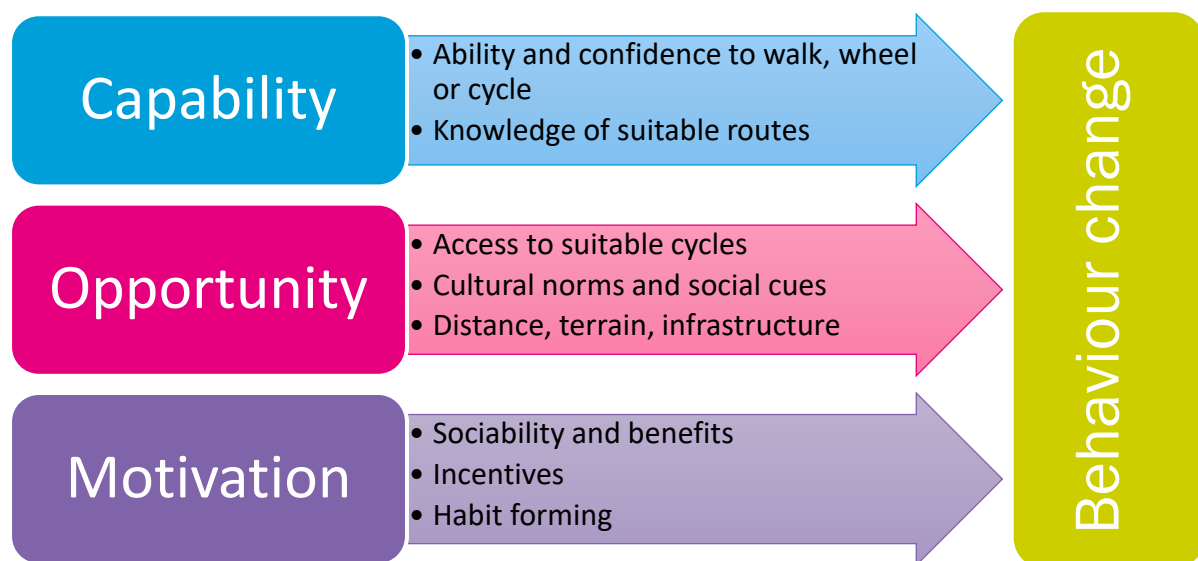 Capability
• Ability and confidence to walk, wheel
or cycle
• Knowledge of suitable routes
Opportunity
• Access to suitable cycles
• Cultural norms and social cues
• Distance, terrain, infrastructure
Motivation
• Sociability and benefits
• Incentives
• Habit forming
Behaviour change